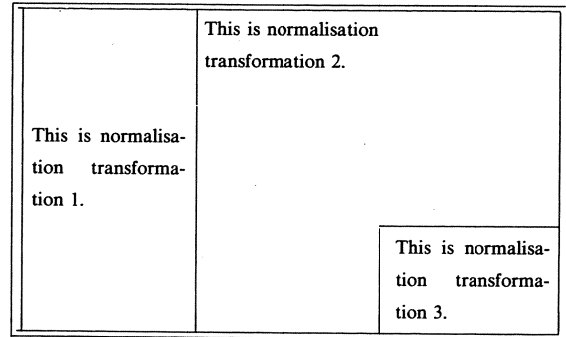 This is normalisation
transformation 2.
This is normalisa-
tion transforma-
tion 1.
This is normalisa-
tion transforma-
tion 3.